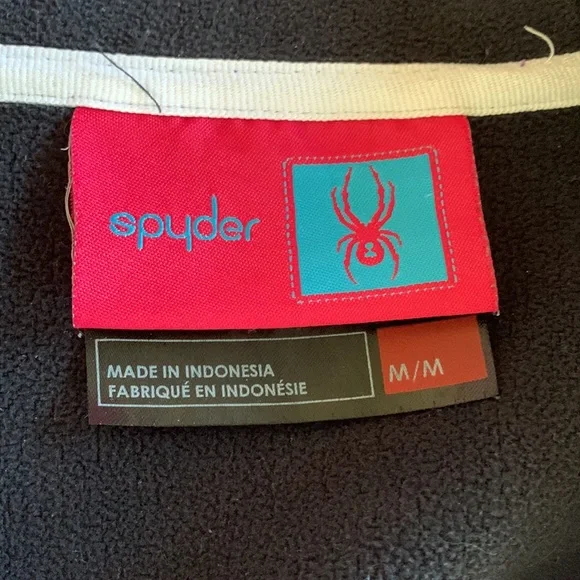 spyder
MADE IN INDONESIA
FABRIQUÉ EN INDONÉSIE
M/M